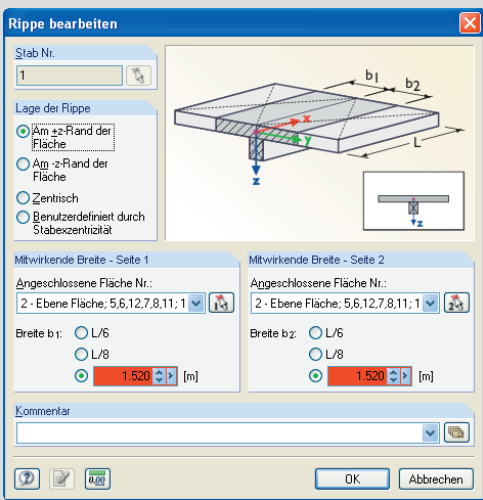 Rippe bearbeiten
Stab Nr.
1
Lage der Rippe
Am +z-Rand der
Fläche
Am -z-Rand der
Fläche
Zentrisch
Benutzerdefiniert durch
Stabexzentrizität
b1
b2
x
y
L
z
z
Mitwirkende Breite - Seite 1
Angeschlossene Fläche Nr.:
2 - Ebene Fläche; 5,6,12,7,8,11; 1
Breite b1:
L/6
L/8
1.520 [m]
Mitwirkende Breite - Seite 2
Angeschlossene Fläche Nr.:
2 - Ebene Fläche; 5,6,12,7,8,11; 1
Breite b2:
L/6
L/8
1.520 [m]
Kommentar
0.00
OK
Abbrechen